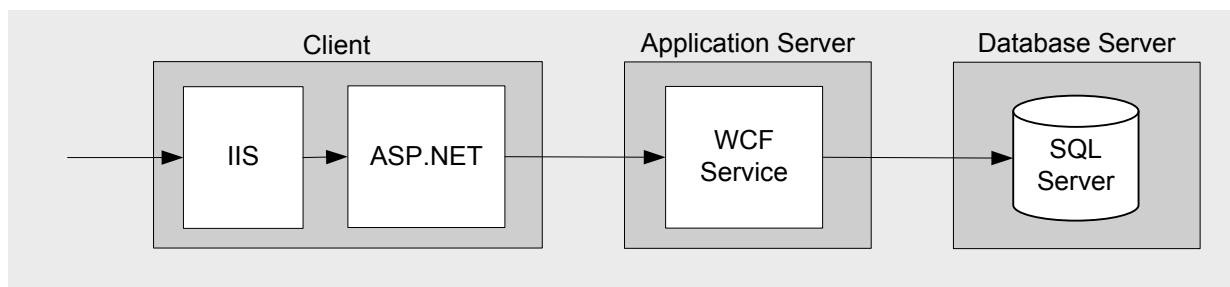 Client
Application Server
Database Server
IIS
ASP.NET
WCF
Service
SQL
Server